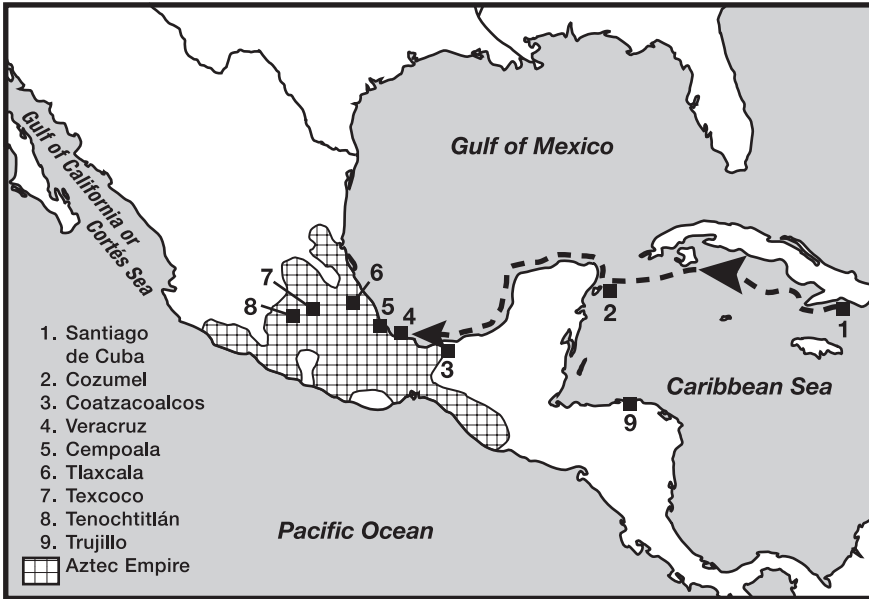 Gulf of Mexico
Gulf of California or
Cortés Sea
7
6
8
5
4
3
2
1
9
Caribbean Sea
Pacific Ocean
1. Santiago
de Cuba
2. Cozumel
3. Coatzacoalcos
4. Veracruz
5. Cempoala
6. Tlaxcala
7. Texcoco
8. Tenochtitlán
9. Trujillo
Aztec Empire